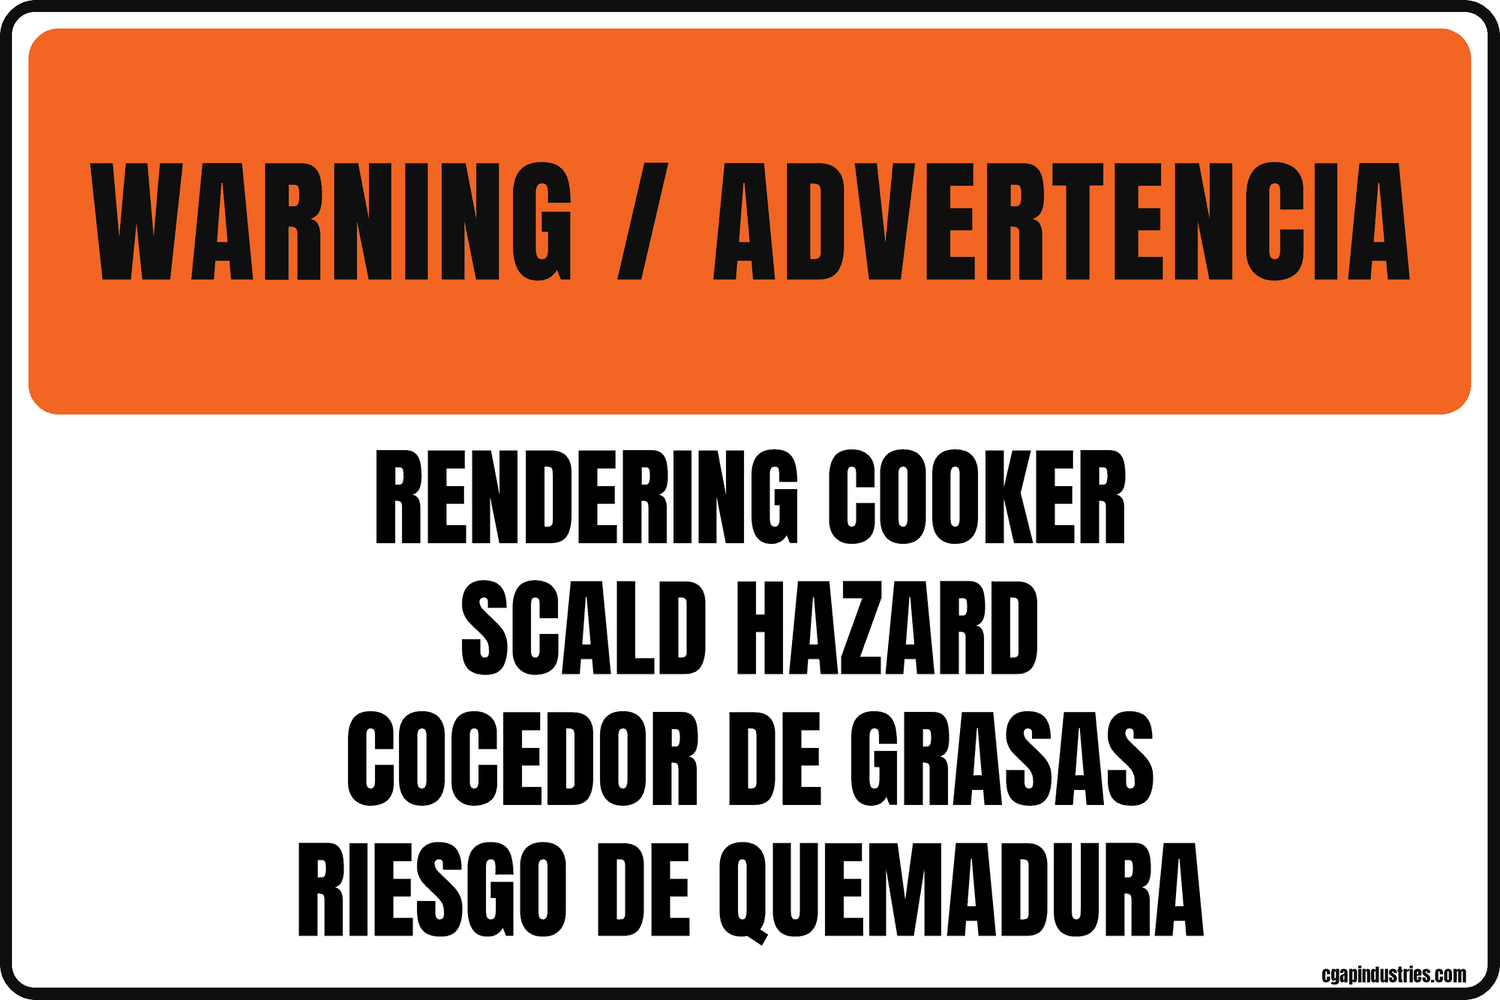 WARNING / ADVERTENCIA
RENDERING COOKER
SCALD HAZARD
COCEDOR DE GRASAS
RIESGO DE QUEMADURA
cgapindustries.com